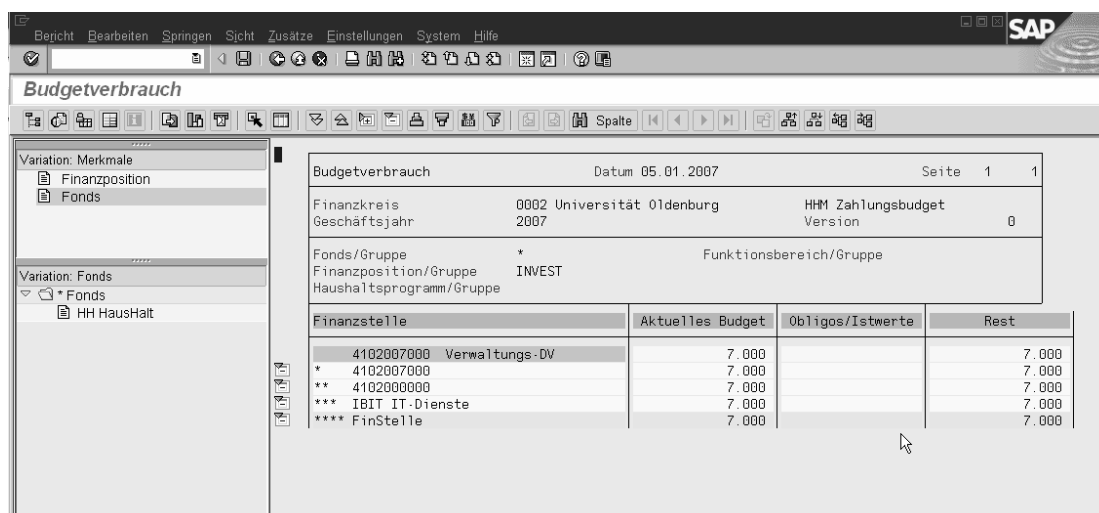 Bericht Bearbeiten Springen Sicht Zusätze Einstellungen System Hilfe
SAP
Budgetverbrauch
Spalte
Variation: Merkmale
Finanzposition
Fonds
Variation: Fonds
* Fonds
HH HausHalt
Budgetverbrauch Datum 05.01.2007 Seite 1 1
Finanzkreis 0002 Universität Oldenburg HHM Zahlungsbudget
Geschäftsjahr 2007 Version 0
Fonds/Gruppe * Funktionsbereich/Gruppe
Finanzposition/Gruppe INVEST
Haushaltsprogramm/Gruppe
Finanzstelle Aktuelles Budget Obligos/Istwerte Rest
4102007000 Verwaltungs-DV 7.000 7.000
* 4102007000 7.000 7.000
** 4102000000 7.000 7.000
*** IBIT IT-Dienste 7.000 7.000
**** FinStelle 7.000 7.000